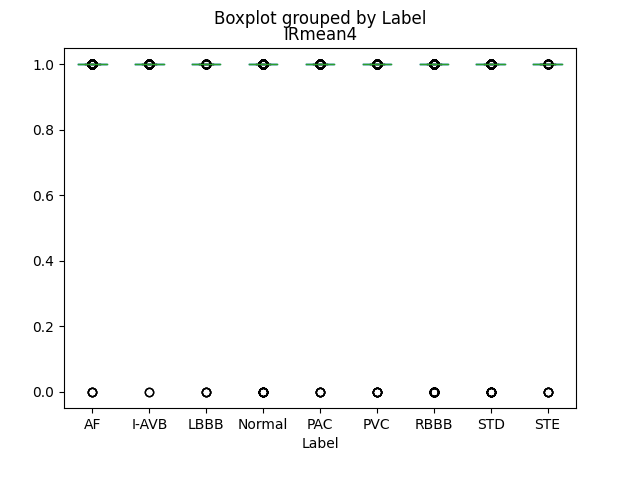 Boxplot grouped by Label
TRmean4
1.0
0.8
0.6
0.4
0.2
0.0
AF I-AVB LBBB Normal PAC PVC RBBB STD STE
Label